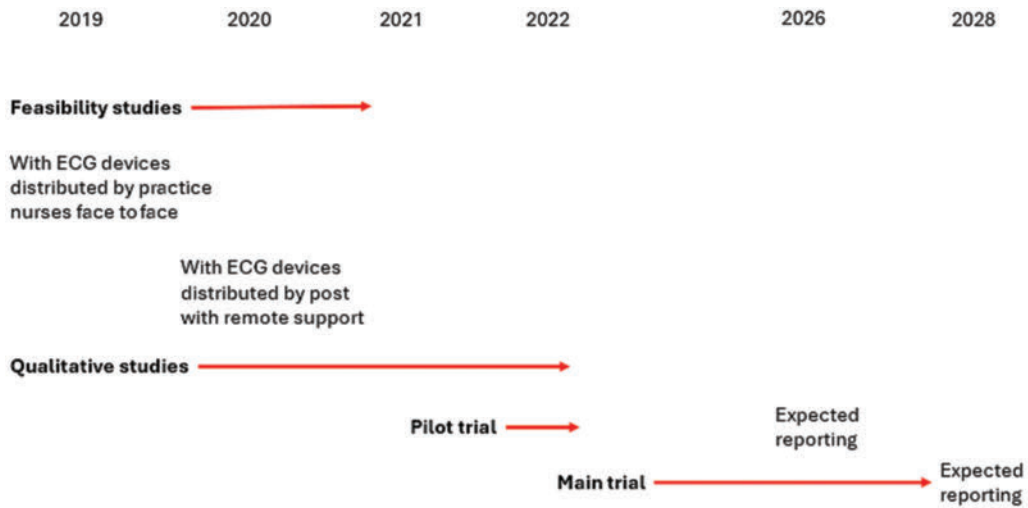 2019 2020 2021 2022 2026 2028
Feasibility studies
With ECG devices
distributed by practice
nurses face to face
With ECG devices
distributed by post
with remote support
Qualitative studies
Pilot trial
Expected
reporting
Main trial
Expected
reporting